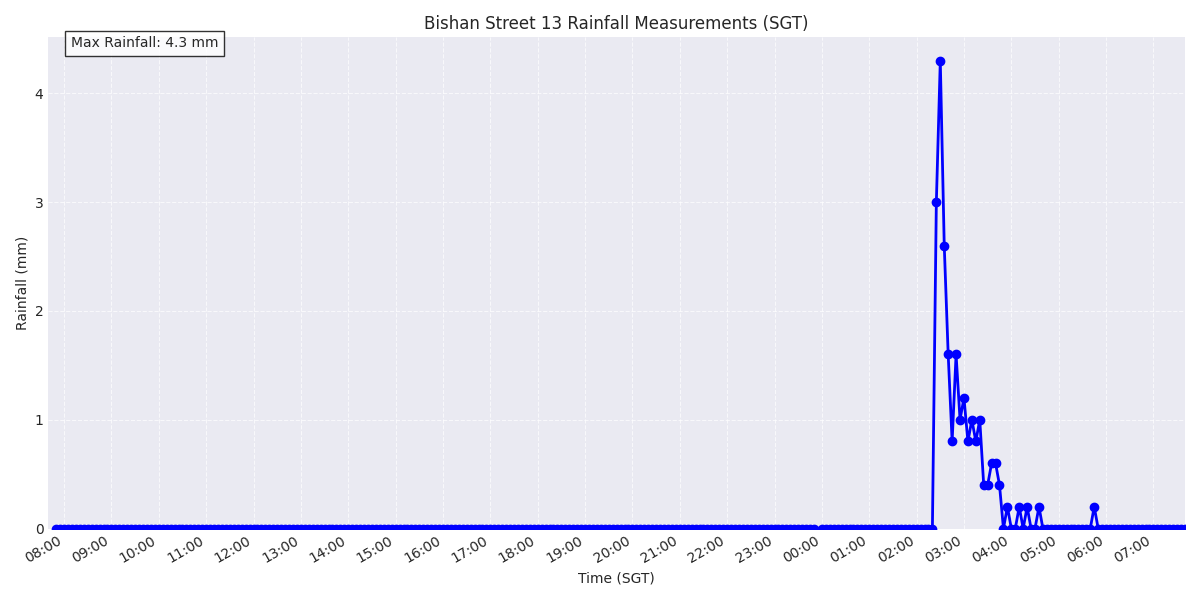 Bishan Street 13 Rainfall Measurements (SGT)
Max Rainfall: 4.3 mm
Rainfall (mm)
4
3
2
1
0
08:00 09:00 10:00 11:00 12:00 13:00 14:00 15:00 16:00 17:00 18:00 19:00 20:00 21:00 22:00 23:00 00:00 01:00 02:00 03:00 04:00 05:00 06:00 07:00
Time (SGT)